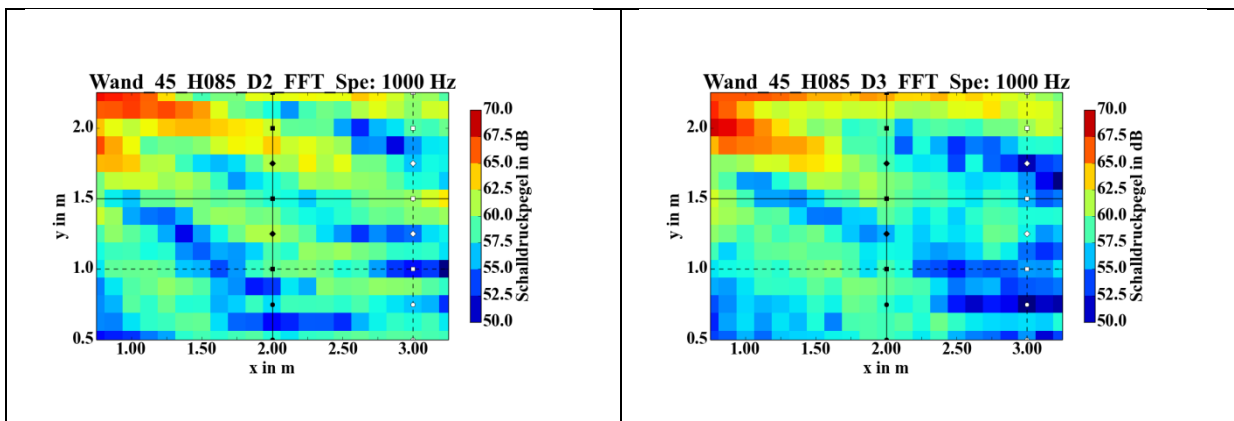 Wand_45_H085_D2_FFT_Spe: 1000 Hz
70.0
67.5
65.0
62.5
60.0
57.5
55.0
52.5
50.0
Schalldruckpegel in dB
2.0
1.5
1.0
0.5
y in m
1.00 1.50 2.00 2.50 3.00
x in m
Wand_45_H085_D3_FFT_Spe: 1000 Hz
70.0
67.5
65.0
62.5
60.0
57.5
55.0
52.5
50.0
Schalldruckpegel in dB
2.0
1.5
1.0
0.5
y in m
1.00 1.50 2.00 2.50 3.00
x in m